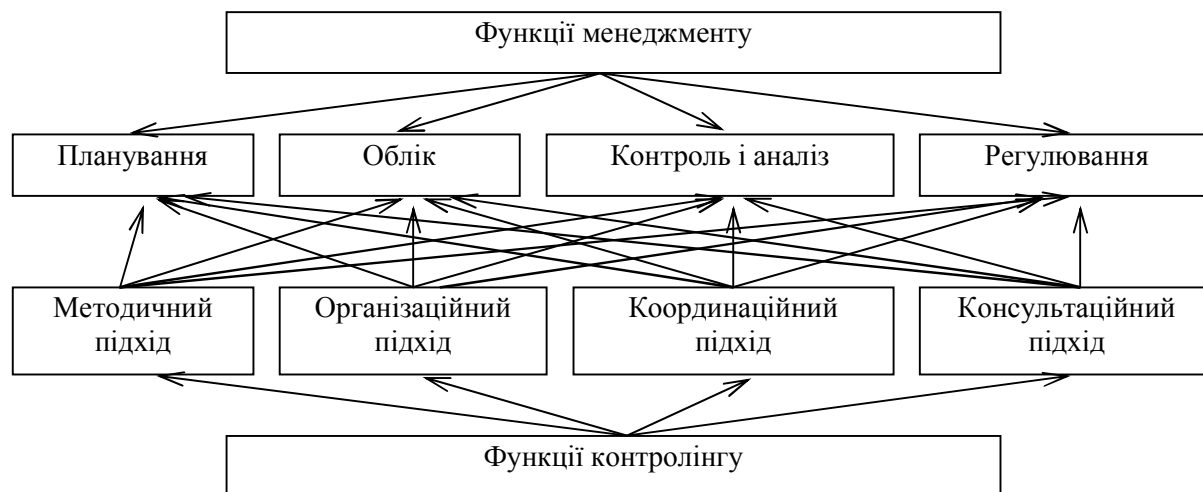 Функції менеджменту
Планування
Облік
Контроль і аналіз
Регулювання
Методичний
підхід
Організаційний
підхід
Координаційний
підхід
Консультаційний
підхід
Функції контролінгу